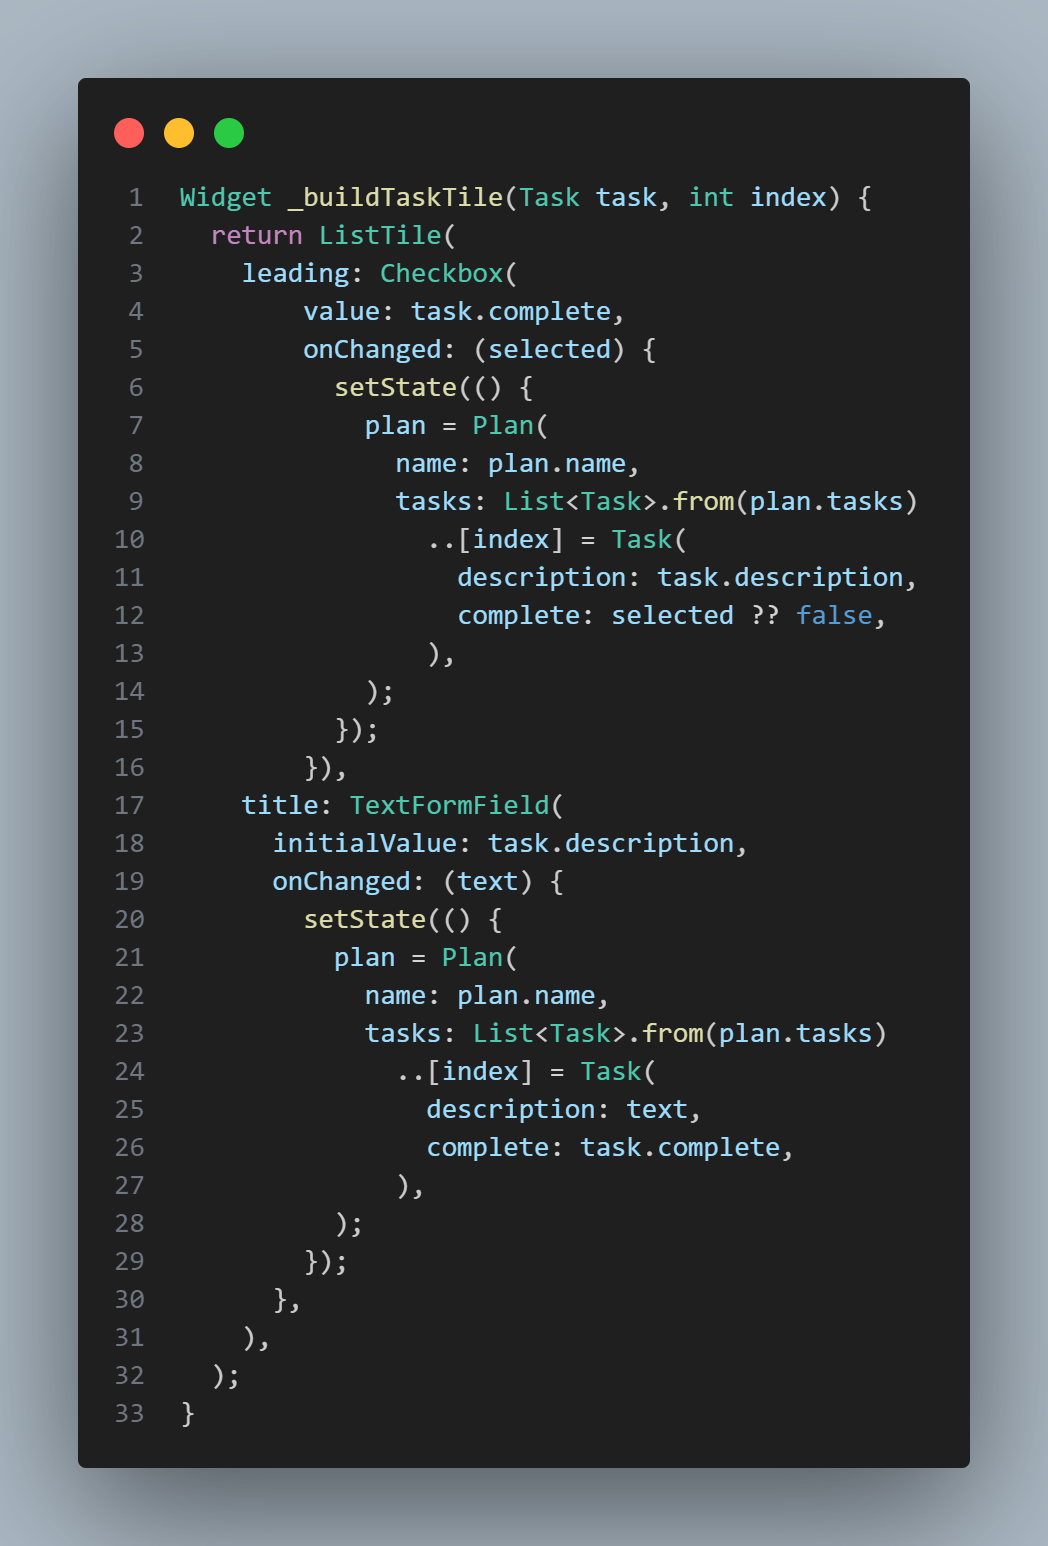 1 Widget _buildTaskTile(Task task, int index) {
2   return ListTile(
3     leading: Checkbox(
4         value: task.complete,
5         onChanged: (selected) {
6           setState(() {
7             plan = Plan(
8               name: plan.name,
9               tasks: List<Task>.from(plan.tasks)
10                 ..[index] = Task(
11                   description: task.description,
12                   complete: selected ?? false,
13                 ),
14             );
15           });
16         }),
17     title: TextFormField(
18       initialValue: task.description,
19       onChanged: (text) {
20         setState(() {
21           plan = Plan(
22             name: plan.name,
23             tasks: List<Task>.from(plan.tasks)
24               ..[index] = Task(
25                 description: text,
26                 complete: task.complete,
27               ),
28           );
29         });
30       },
31     ),
32   );
33 }